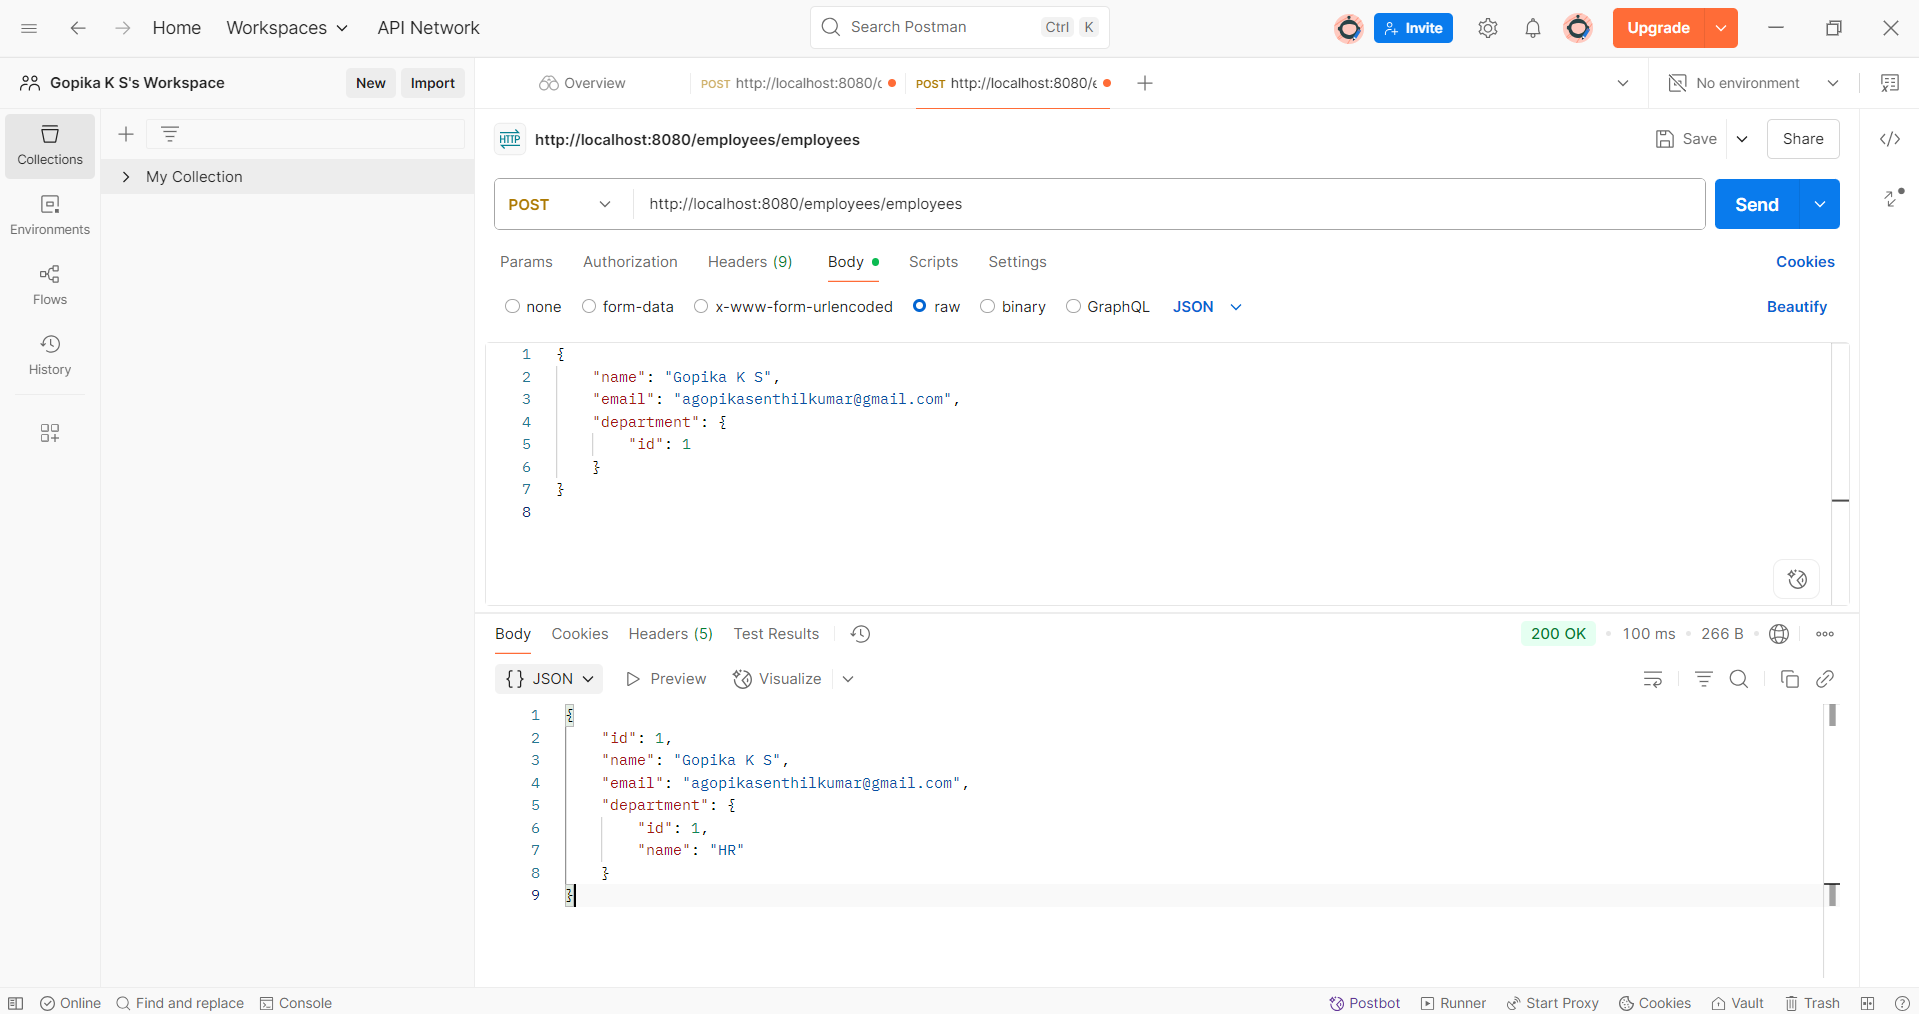 Home Workspaces API Network Search Postman Ctrl K Invite Upgrade
Gopika K S's Workspace New Import Overview POST http://localhost:8080/ POST http://localhost:8080/ No environment
http://localhost:8080/employees/employees Save Share
Collections
My Collection
Environments
Flows
History
POST http://localhost:8080/employees/employees Send
Params Authorization Headers (9) Body Scripts Settings Cookies
none form-data x-www-form-urlencoded raw binary GraphQL JSON Beautify
1 {
2 "name": "Gopika K S",
3 "email": "agopikasenthilkumar@gmail.com",
4 "department": {
5 "id": 1
6 }
7 }
8
Body Cookies Headers (5) Test Results 200 OK • 100 ms • 266 B •
{} JSON Preview Visualize
1 {
2 "id": 1,
3 "name": "Gopika K S",
4 "email": "agopikasenthilkumar@gmail.com",
5 "department": {
6 "id": 1,
7 "name": "HR"
8 }
9 }
Online Find and replace Console Postbot Runner Start Proxy Cookies Vault Trash